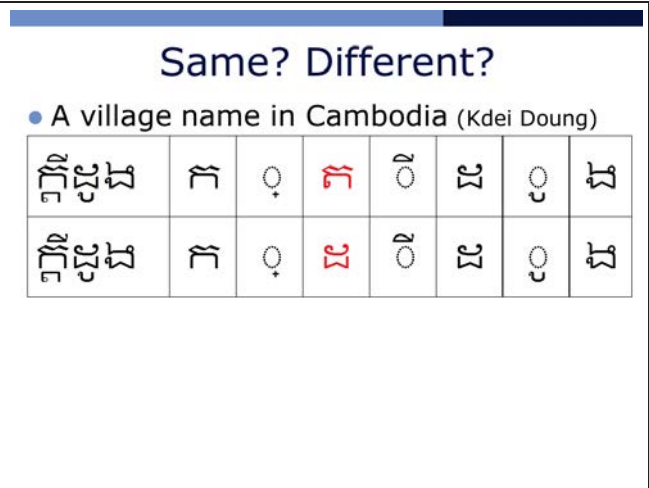 Same? Different?
• A village name in Cambodia (Kdei Doung)
ក្តីដូង ក ្ ត ី ដ ូ ង
ក្ដីដូង ក ្ ដ ី ដ ូ ង